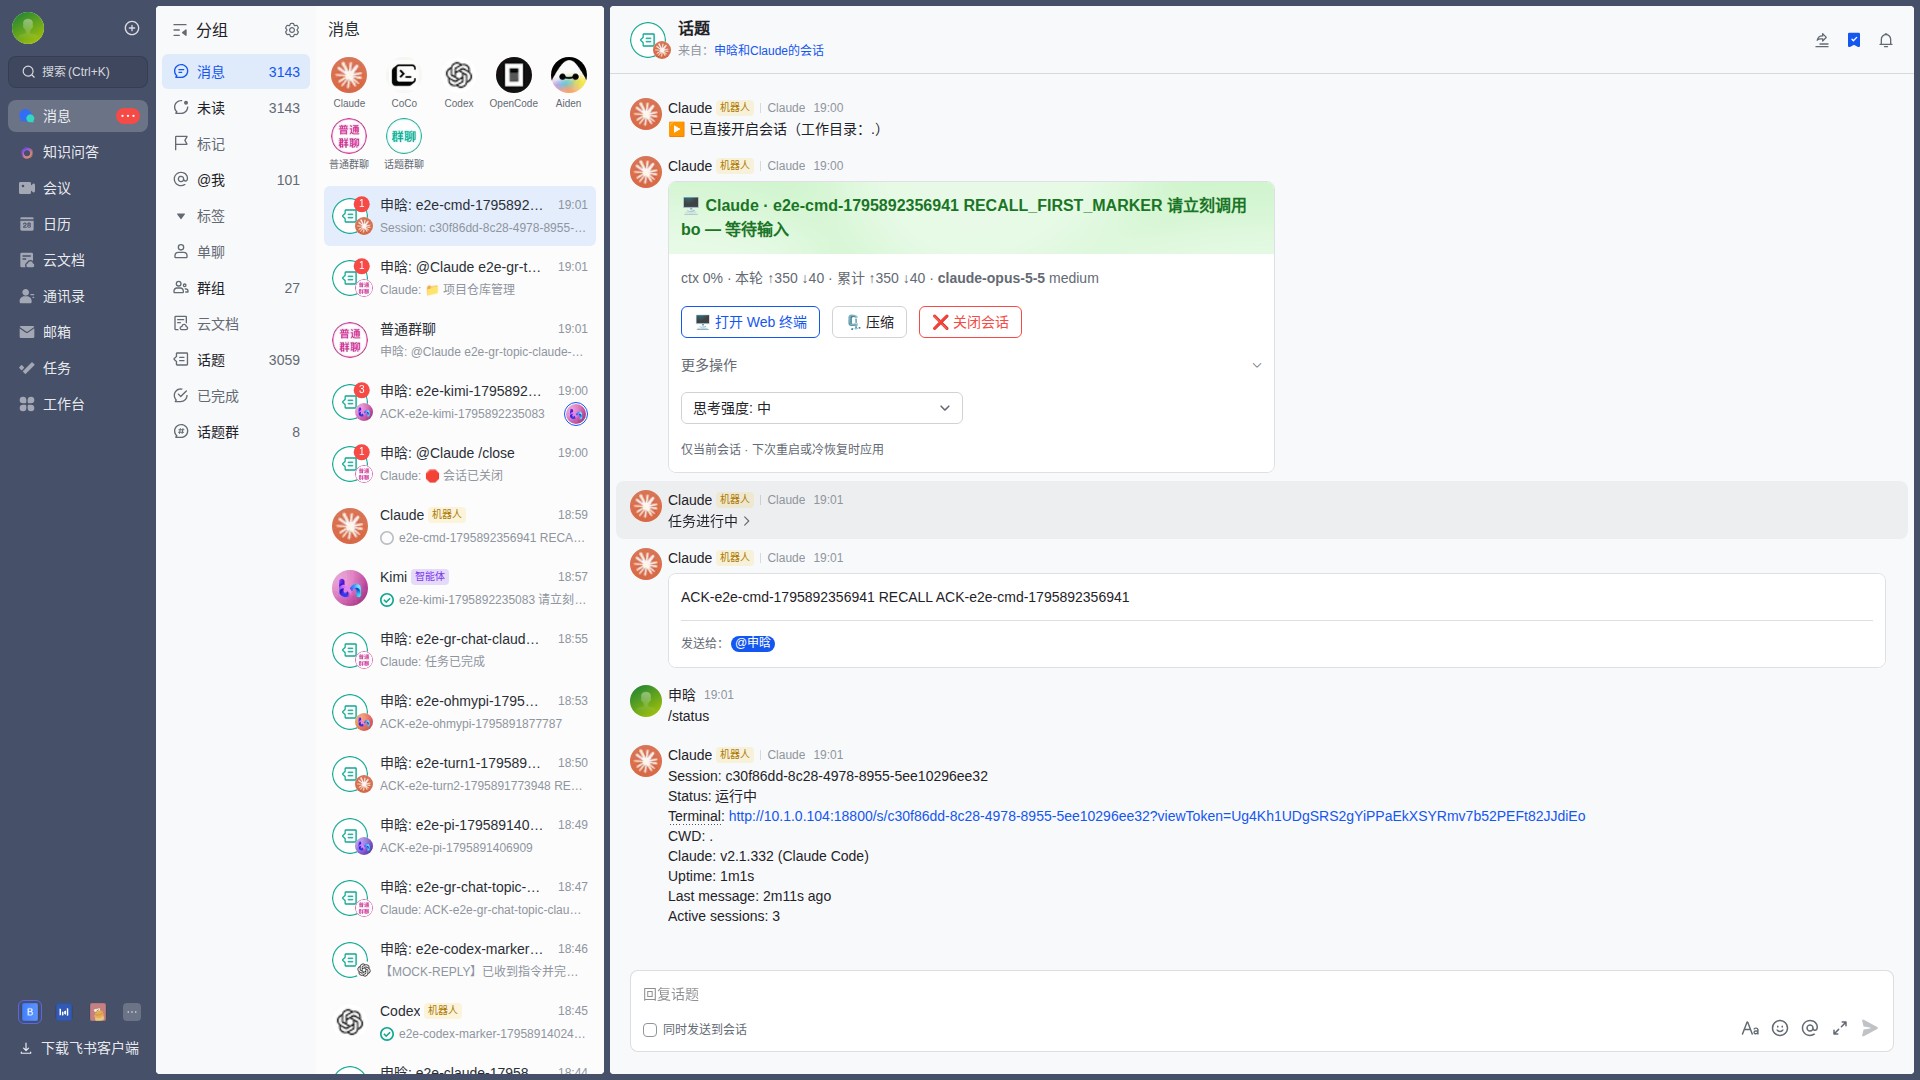 搜索 (Ctrl+K)
消息
知识问答
会议
日历
云文档
通讯录
邮箱
任务
工作台
下载飞书客户端
分组
消息 3143
未读 3143
标记
@我 101
标签
单聊
群组 27
云文档
话题 3059
已完成
话题群 8
消息
Claude CoCo Codex OpenCode Aiden
普通群聊 群聊
普通群聊 话题群聊
申晗: e2e-cmd-1795892... 19:01
1
Session: c30f86dd-8c28-4978-8955-...
申晗: @Claude e2e-gr-t... 19:01
1
Claude: 📁 项目仓库管理
普通群聊 19:01
普通群聊
申晗: @Claude e2e-gr-topic-claude-...
申晗: e2e-kimi-1795892... 19:00
3
ACK-e2e-kimi-1795892235083
申晗: @Claude /close 19:00
1
Claude: 🛑 会话已关闭
Claude 机器人 18:59
e2e-cmd-1795892356941 RECA...
Kimi 智能体 18:57
e2e-kimi-1795892235083 请立刻...
申晗: e2e-gr-chat-claud... 18:55
Claude: 任务已完成
申晗: e2e-ohmypi-1795... 18:53
ACK-e2e-ohmypi-1795891877787
申晗: e2e-turn1-179589... 18:50
ACK-e2e-turn2-1795891773948 RE...
申晗: e2e-pi-179589140... 18:49
ACK-e2e-pi-1795891406909
申晗: e2e-gr-chat-topic-... 18:47
Claude: ACK-e2e-gr-chat-topic-clau...
申晗: e2e-codex-marker... 18:46
【MOCK-REPLY】已收到指令并完...
Codex 机器人 18:45
e2e-codex-marker-17958914024...
申晗: e2e-claude-17958... 18:44
话题
来自：申晗和Claude的会话
Claude 机器人 Claude 19:00
▶️ 已直接开启会话（工作目录：.）
Claude 机器人 Claude 19:00
🖥️ Claude · e2e-cmd-1795892356941 RECALL_FIRST_MARKER 请立刻调用
bo — 等待输入
ctx 0% · 本轮 ↑350 ↓40 · 累计 ↑350 ↓40 · claude-opus-5-5 medium
🖥️ 打开 Web 终端 🗜️ 压缩 ❌ 关闭会话
更多操作
思考强度: 中
仅当前会话 · 下次重启或冷恢复时应用
Claude 机器人 Claude 19:01
任务进行中
Claude 机器人 Claude 19:01
ACK-e2e-cmd-1795892356941 RECALL ACK-e2e-cmd-1795892356941
发送给： @申晗
申晗 19:01
/status
Claude 机器人 Claude 19:01
Session: c30f86dd-8c28-4978-8955-5ee10296ee32
Status: 运行中
Terminal: http://10.1.0.104:18800/s/c30f86dd-8c28-4978-8955-5ee10296ee32?viewToken=Ug4Kh1UDgSRS2gYiPPaEkXSYRmv7b52PEFt82JJdiEo
CWD: .
Claude: v2.1.332 (Claude Code)
Uptime: 1m1s
Last message: 2m11s ago
Active sessions: 3
回复话题
同时发送到会话